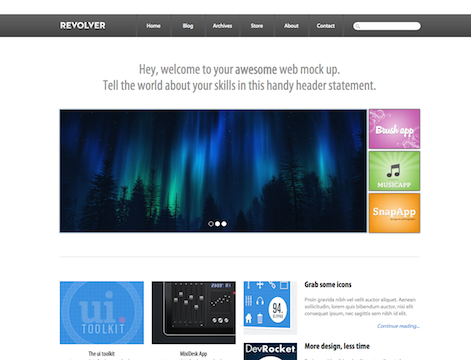 REVOLVER
Home Blog Archives Store About Contact
Hey, welcome to your awesome web mock up.
Tell the world about your skills in this handy header statement.
Brush app
MUSICAPP
SnapApp
ui
TOOLKIT
94
Grab some icons
Proin gravida nibh vel velit auctor aliquet. Aenean
sollicitudin, lorem quis bibendum auctor, nisi elit
consequat ipsum, nec sagittis sem nibh id elit.
Continue reading...
DevRocket
More design, less time
The ui toolkit
MixDesk App